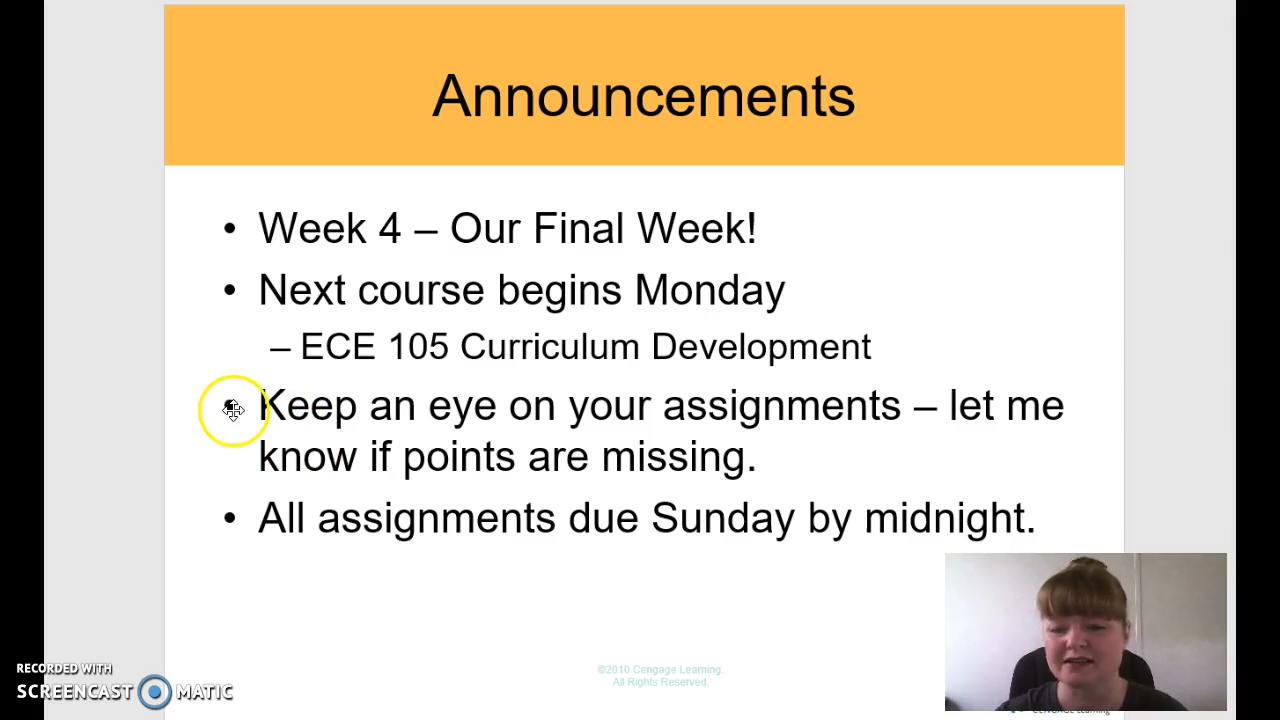 Announcements
• Week 4 – Our Final Week!
• Next course begins Monday
– ECE 105 Curriculum Development
• Keep an eye on your assignments – let me
know if points are missing.
• All assignments due Sunday by midnight.
©2010 Cengage Learning.
All Rights Reserved.
RECORDED WITH
SCREENCAST MATIC